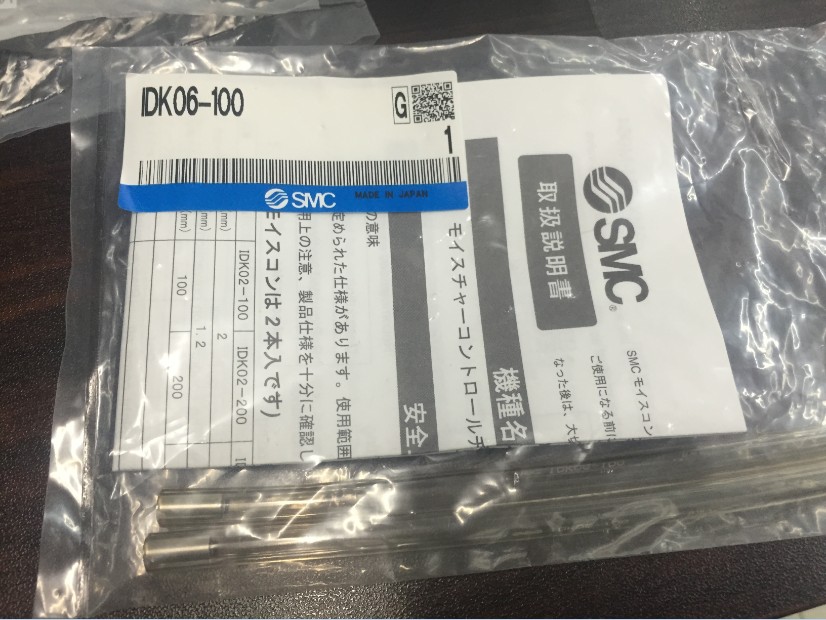 IDK06-100
G
1
SMC
MADE IN JAPAN
SMC
取扱説明書
SMC モイスコン
ご使用になる前に
なった後は、大
機種名
モイスチャーコントロールチ
安全
の意味
定められた仕様があります。使用範囲
用上の注意、製品仕様を十分に確認し
モイスコンは2本入です)
IDK02-100
IDK02-200
mm)
2
mm)
1.2
mm)
100
200